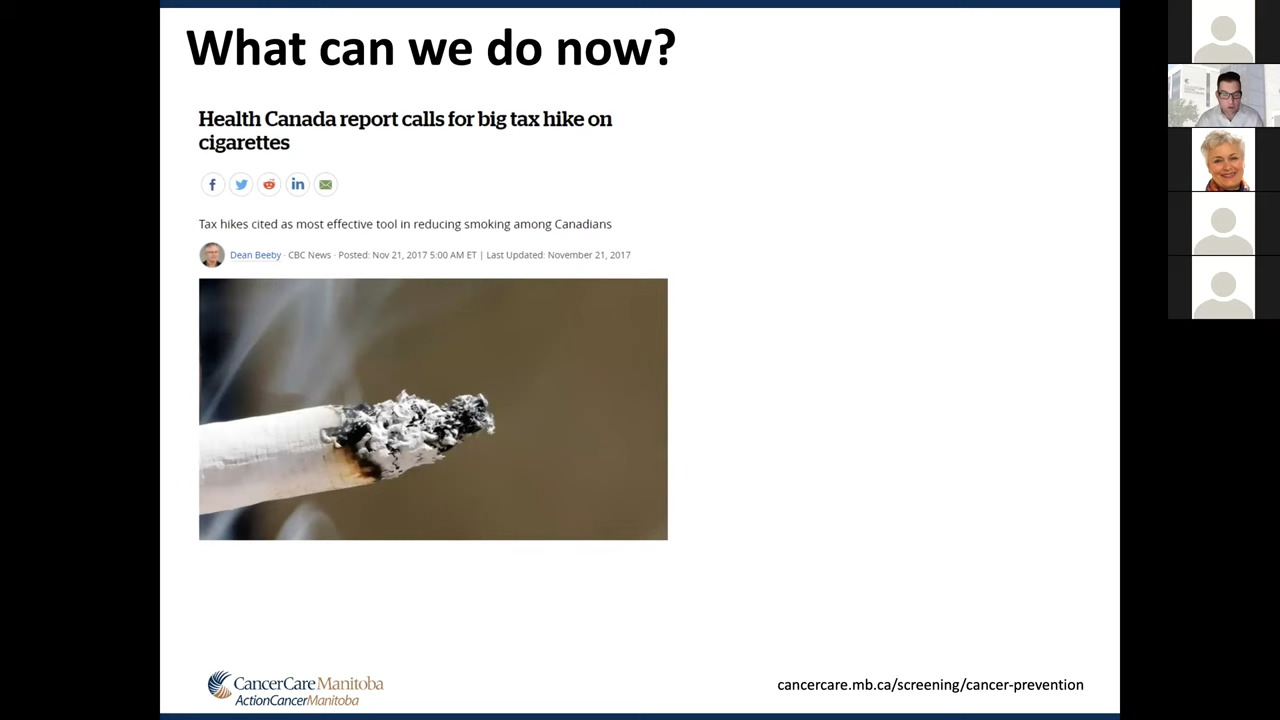 What can we do now?
Health Canada report calls for big tax hike on
cigarettes
Tax hikes cited as most effective tool in reducing smoking among Canadians
Dean Beeby · CBC News · Posted: Nov 21, 2017 5:00 AM ET | Last Updated: November 21, 2017
CancerCare Manitoba
ActionCancerManitoba
cancercare.mb.ca/screening/cancer-prevention